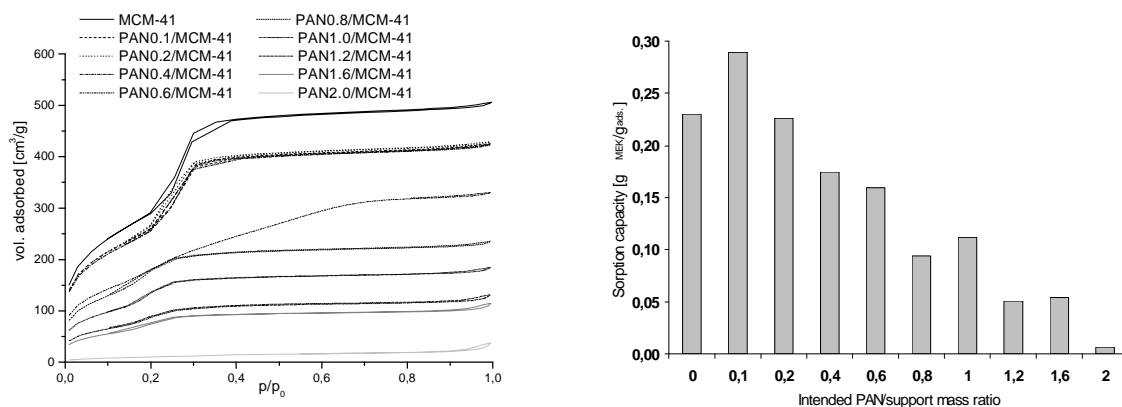 MCM-41
PAN0.1/MCM-41
PAN0.2/MCM-41
PAN0.4/MCM-41
PAN0.6/MCM-41
PAN0.8/MCM-41
PAN1.0/MCM-41
PAN1.2/MCM-41
PAN1.6/MCM-41
PAN2.0/MCM-41
vol. adsorbed [cm³/g]
600
500
400
300
200
100
0
0,0 0,2 0,4 0,6 0,8 1,0
p/p₀
Sorption capacity [g MEK/gads.]
0,30
0,25
0,20
0,15
0,10
0,05
0,00
0 0,1 0,2 0,4 0,6 0,8 1 1,2 1,6 2
Intended PAN/support mass ratio